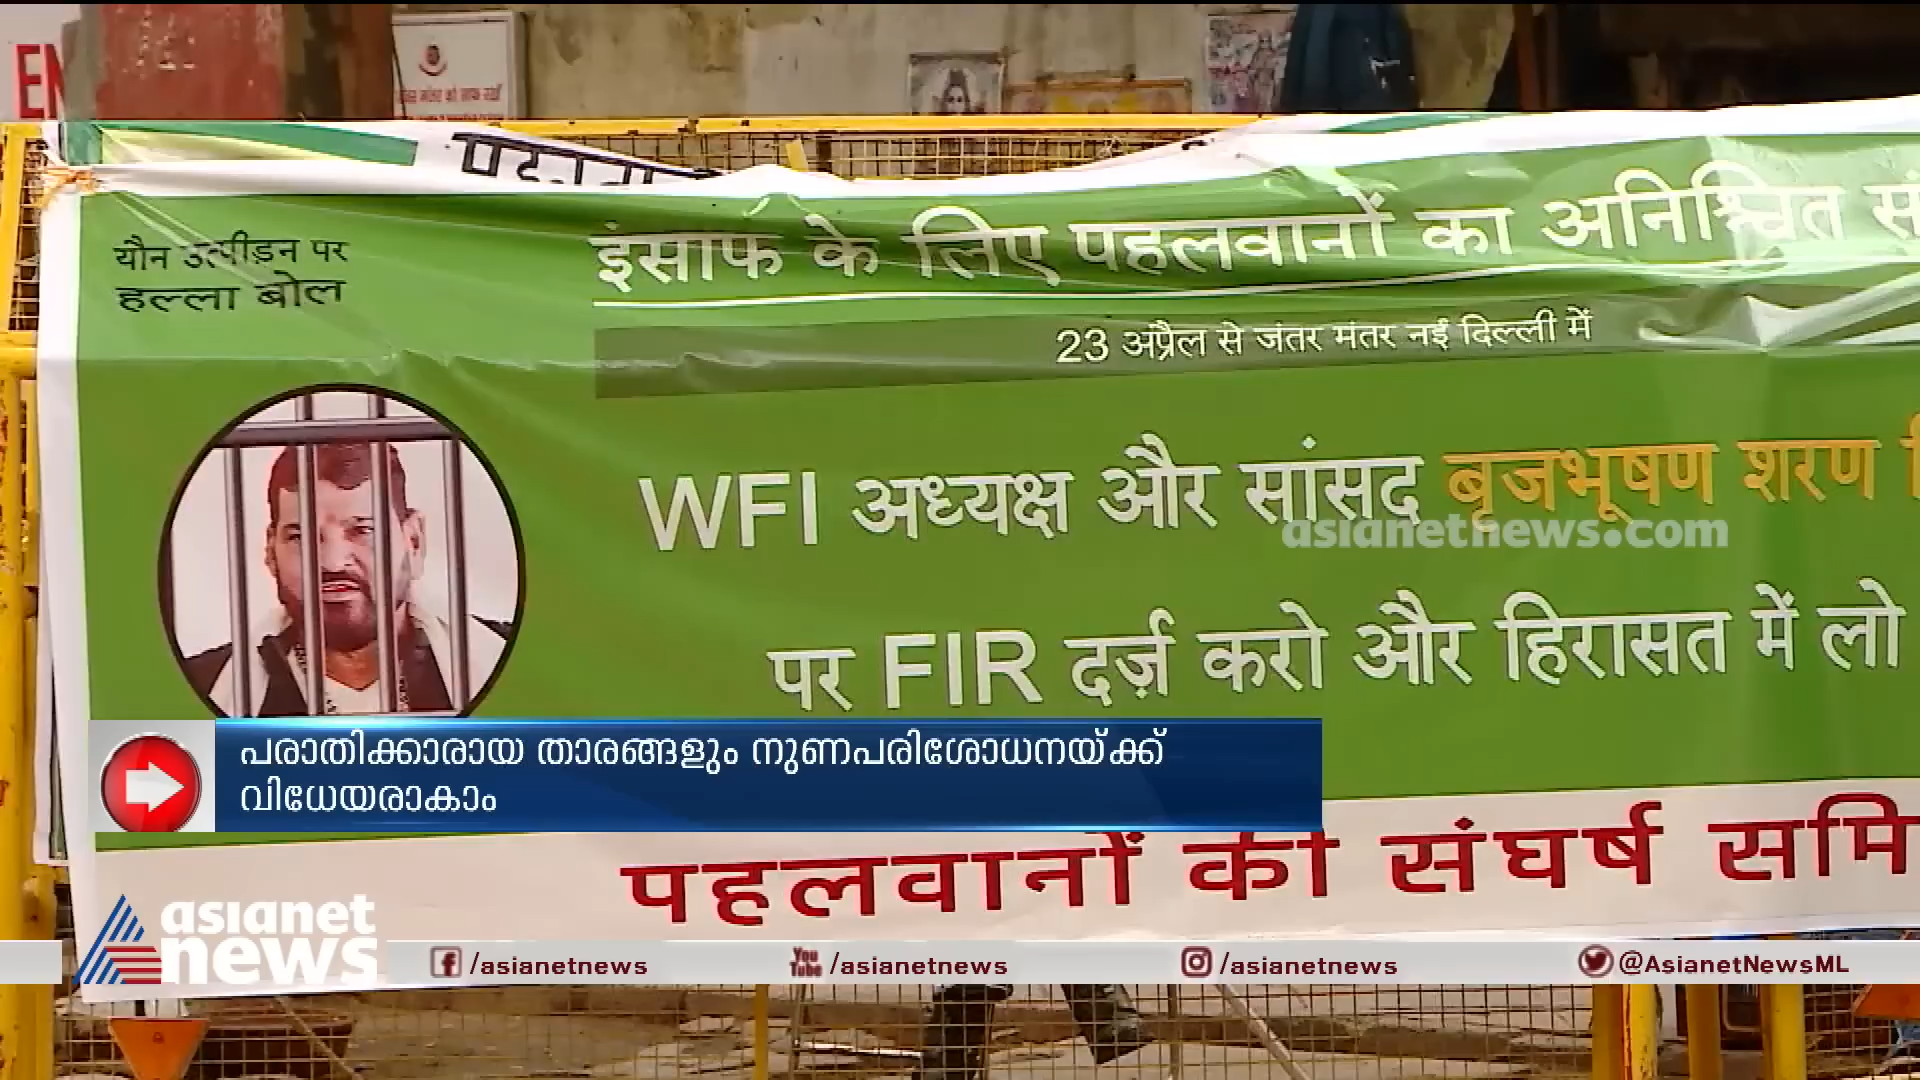 यौन उत्पीड़न पर
हल्ला बोल
इंसाफ के लिए पहलवानों का अनिश्चित
23 अप्रैल से जंतर मंतर नई दिल्ली में
WFI अध्यक्ष और सांसद बृजभूषण शरण
asianetnews.com
पर FIR दर्ज़ करो और हिरासत में लो
പരാതിക്കാരായ താരങ്ങളും നുണപരിശോധനയ്ക്ക്
വിധേയരാകാം
पहलवानों की संघर्ष
asianet
news
/asianetnews
You Tube /asianetnews
/asianetnews
@AsianetNewsML